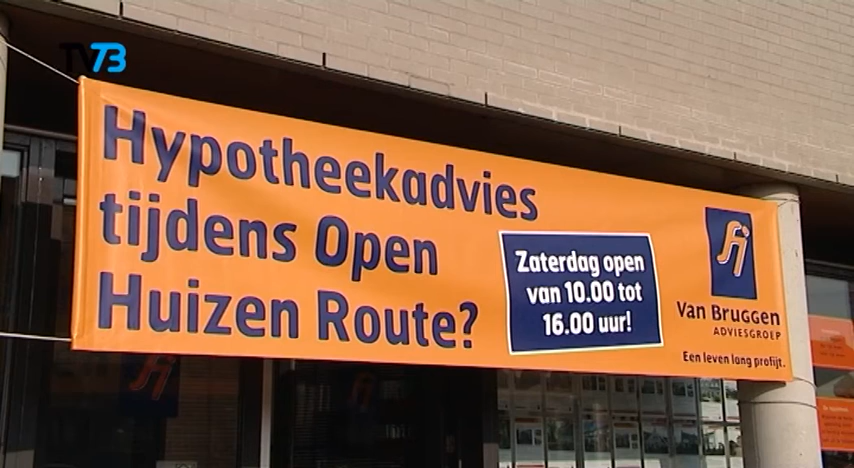 TV73
Hypotheekadvies
tijdens Open
Huizen Route?
Zaterdag open
van 10.00 tot
16.00 uur!
Van Bruggen
ADVIESGROEP
Een leven lang profijt.